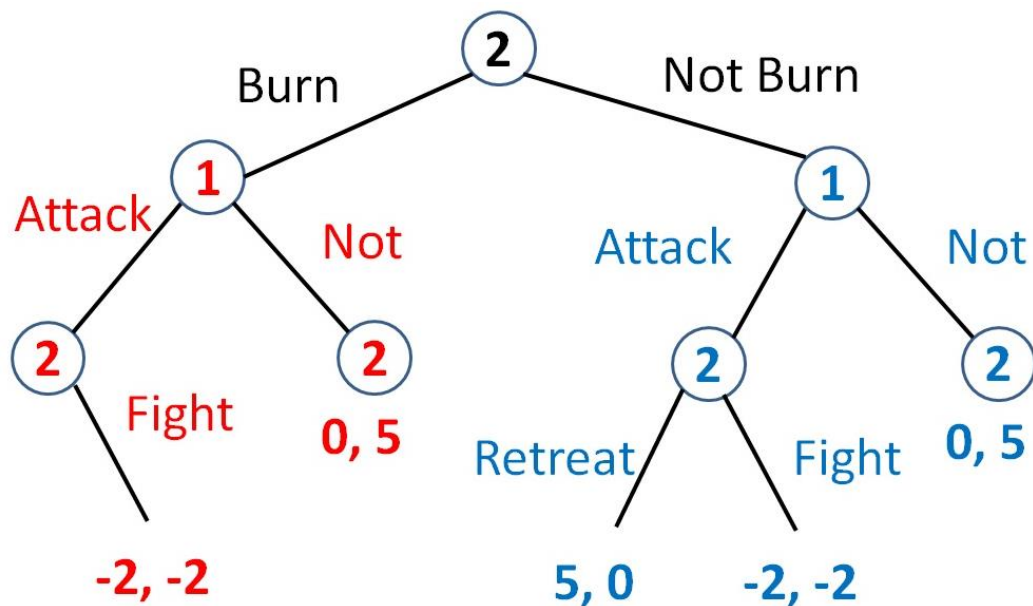 2
Burn
Not Burn
1
1
Attack
Not
Attack
Not
2
2
2
2
Fight
0, 5
Retreat
Fight
0, 5
-2, -2
5, 0
-2, -2